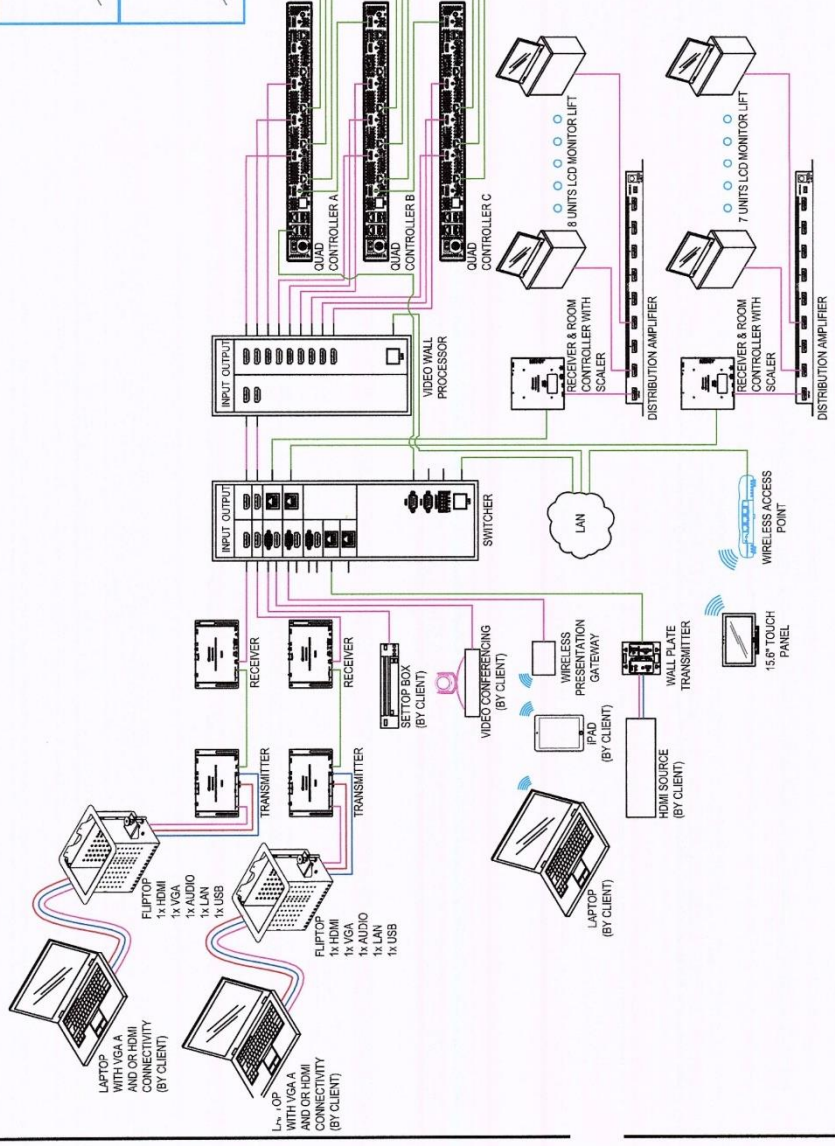 LAPTOP
WITH VGA A
AND OR HDMI
CONNECTIVITY
(BY CLIENT)
FLIPTOP
1x HDMI
1x VGA
1x AUDIO
1x LAN
1x USB
TRANSMITTER
RECEIVER
WITH VGA A
AND OR HDMI
CONNECTIVITY
(BY CLIENT)
FLIPTOP
1x HDMI
1x VGA
1x AUDIO
1x LAN
1x USB
TRANSMITTER
RECEIVER
SETTOP BOX
(BY CLIENT)
VIDEO CONFERENCING
(BY CLIENT)
LAPTOP
(BY CLIENT)
iPAD
(BY CLIENT)
WIRELESS
PRESENTATION
GATEWAY
HDMI SOURCE
(BY CLIENT)
WALL PLATE
TRANSMITTER
15.6" TOUCH
PANEL
WIRELESS ACCESS
POINT
LAN
INPUT OUTPUT
SWITCHER
INPUT OUTPUT
VIDEO WALL
PROCESSOR
QUAD
CONTROLLER A
QUAD
CONTROLLER B
QUAD
CONTROLLER C
RECEIVER & ROOM
CONTROLLER WITH
SCALER
8 UNITS LCD MONITOR LIFT
DISTRIBUTION AMPLIFIER
RECEIVER & ROOM
CONTROLLER WITH
SCALER
7 UNITS LCD MONITOR LIFT
DISTRIBUTION AMPLIFIER